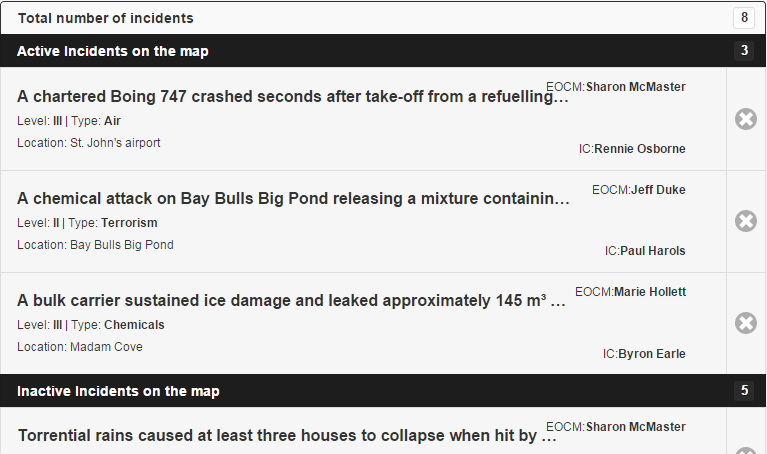 Total number of incidents 8
Active Incidents on the map 3
A chartered Boing 747 crashed seconds after take-off from a refuelling… EOCM:Sharon McMaster
Level: III | Type: Air
Location: St. John's airport
IC:Rennie Osborne
A chemical attack on Bay Bulls Big Pond releasing a mixture containin… EOCM:Jeff Duke
Level: II | Type: Terrorism
Location: Bay Bulls Big Pond
IC:Paul Harols
A bulk carrier sustained ice damage and leaked approximately 145 m³ … EOCM:Marie Hollett
Level: III | Type: Chemicals
Location: Madam Cove
IC:Byron Earle
Inactive Incidents on the map 5
Torrential rains caused at least three houses to collapse when hit by … EOCM:Sharon McMaster